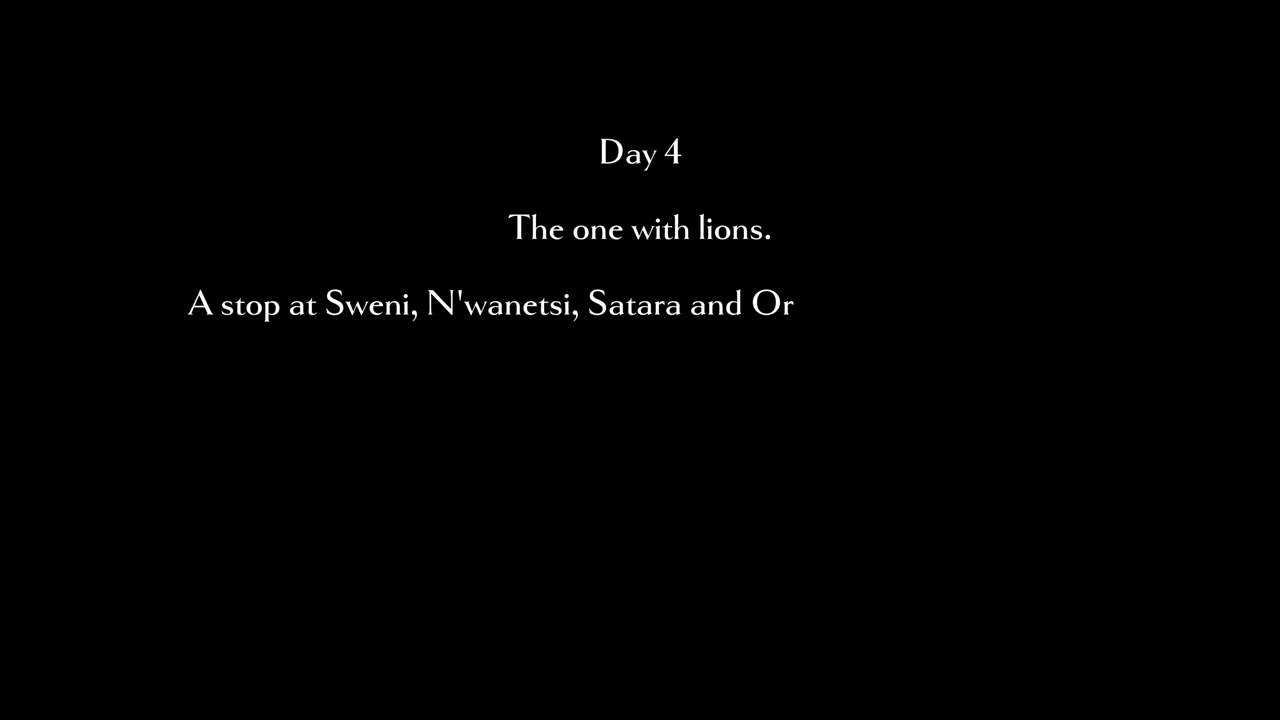 Day 4
The one with lions.
A stop at Sweni, N'wanetsi, Satara and Or